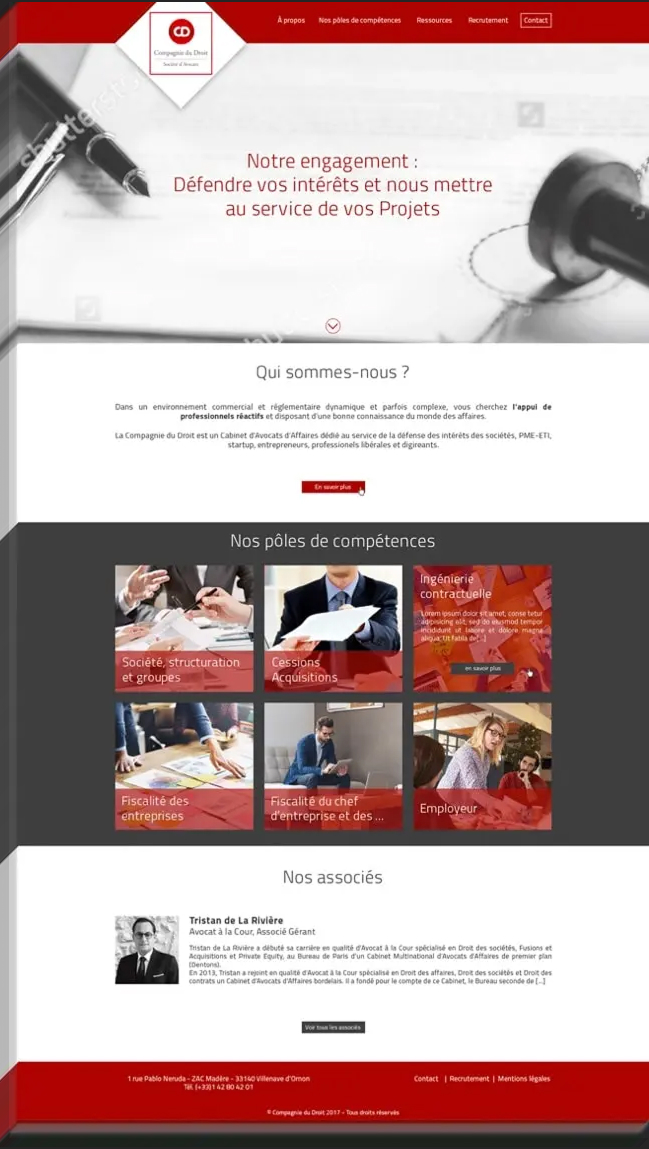 À propos Nos pôles de compétences Ressources Recrutement Contact
CD
Compagnie du Droit
Société d'Avocats
shutterst
Notre engagement :
Défendre vos intérêts et nous mettre
au service de vos Projets
Qui sommes-nous ?
Dans un environnement commercial et réglementaire dynamique et parfois complexe, vous cherchez l'appui de
professionnels réactifs et disposant d'une bonne connaissance du monde des affaires.
La Compagnie du Droit est un Cabinet d'Avocats d'Affaires dédié au service de la défense des intérêts des sociétés, PME-ETI,
startup, entrepreneurs, professionels libérales et digireants.
En savoir plus
Nos pôles de compétences
Société, structuration
et groupes
Cessions
Acquisitions
Ingénierie
contractuelle
Lorem ipsum dolor sit amet, conse tetur
adipisicing elit, sed do eiusmod tempor
incididunt ut labore et dolore magna
aliqua. Ut fabla de[...]
en savoir plus
Fiscalité des
entreprises
Fiscalité du chef
d'entreprise et des ...
Employeur
Nos associés
Tristan de La Rivière
Avocat à la Cour, Associé Gérant
Tristan de La Rivière a débuté sa carrière en qualité d'Avocat à la Cour spécialisé en Droit des sociétés, Fusions et
Acquisitions et Private Equity, au Bureau de Paris d'un Cabinet Multinational d'Avocats d'Affaires de premier plan
(Dentons).
En 2013, Tristan a rejoint en qualité d'Avocat à la Cour spécialisé en Droit des affaires, Droit des sociétés et Droit des
contrats un Cabinet d'Avocats d'Affaires bordelais. Il a fondé pour le compte de ce Cabinet, le Bureau seconde de [...]
Voir tous les associés
1 rue Pablo Neruda - ZAC Madère - 33140 Villenave d'Ornon
Tél. (+33)1 42 80 42 01
Contact | Recrutement | Mentions légales
© Compagnie du Droit 2017 - Tous droits réservés